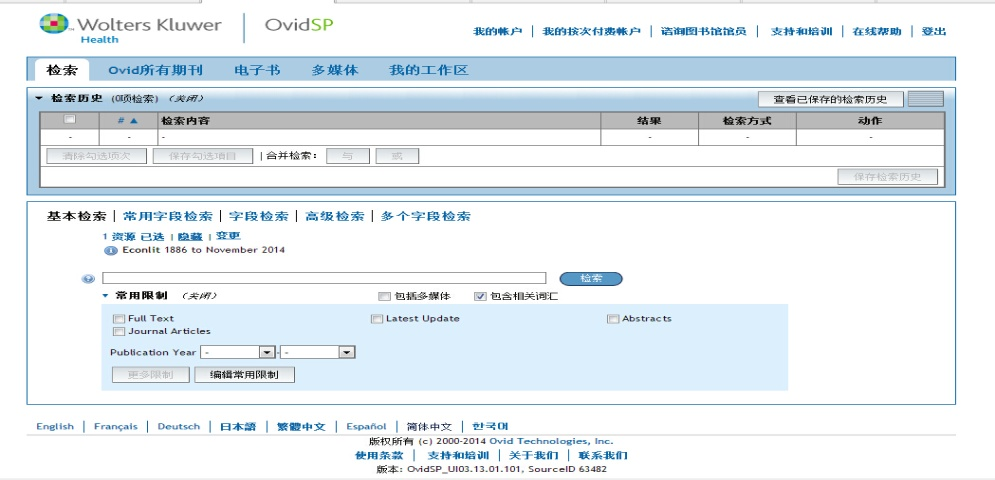 Wolters Kluwer | OvidSP
Health
我的帐户 | 我的按次付费帐户 | 咨询图书馆馆员 | 支持和培训 | 在线帮助 | 登出
检索 Ovid所有期刊 电子书 多媒体 我的工作区
▼ 检索历史 (0项检索) (关闭) 查看已保存的检索历史
# ▲ 检索内容 结果 检索方式 动作
- - - - - -
清除勾选项次 保存勾选项目 | 合并检索： 与 或
保存检索历史
基本检索 | 常用字段检索 | 字段检索 | 高级检索 | 多个字段检索
1 资源 已选 | 隐藏 | 变更
Econlit 1886 to November 2014
检索
▼ 常用限制 (关闭) 包括多媒体 包含相关词汇
Full Text Latest Update Abstracts
Journal Articles
Publication Year - - -
更多限制 编辑常用限制
English | Français | Deutsch | 日本語 | 繁體中文 | Español | 简体中文 | 한국어
版权所有 (c) 2000-2014 Ovid Technologies, Inc.
使用条款 | 支持和培训 | 关于我们 | 联系我们
版本: OvidSP_UI03.13.01.101, SourceID 63482